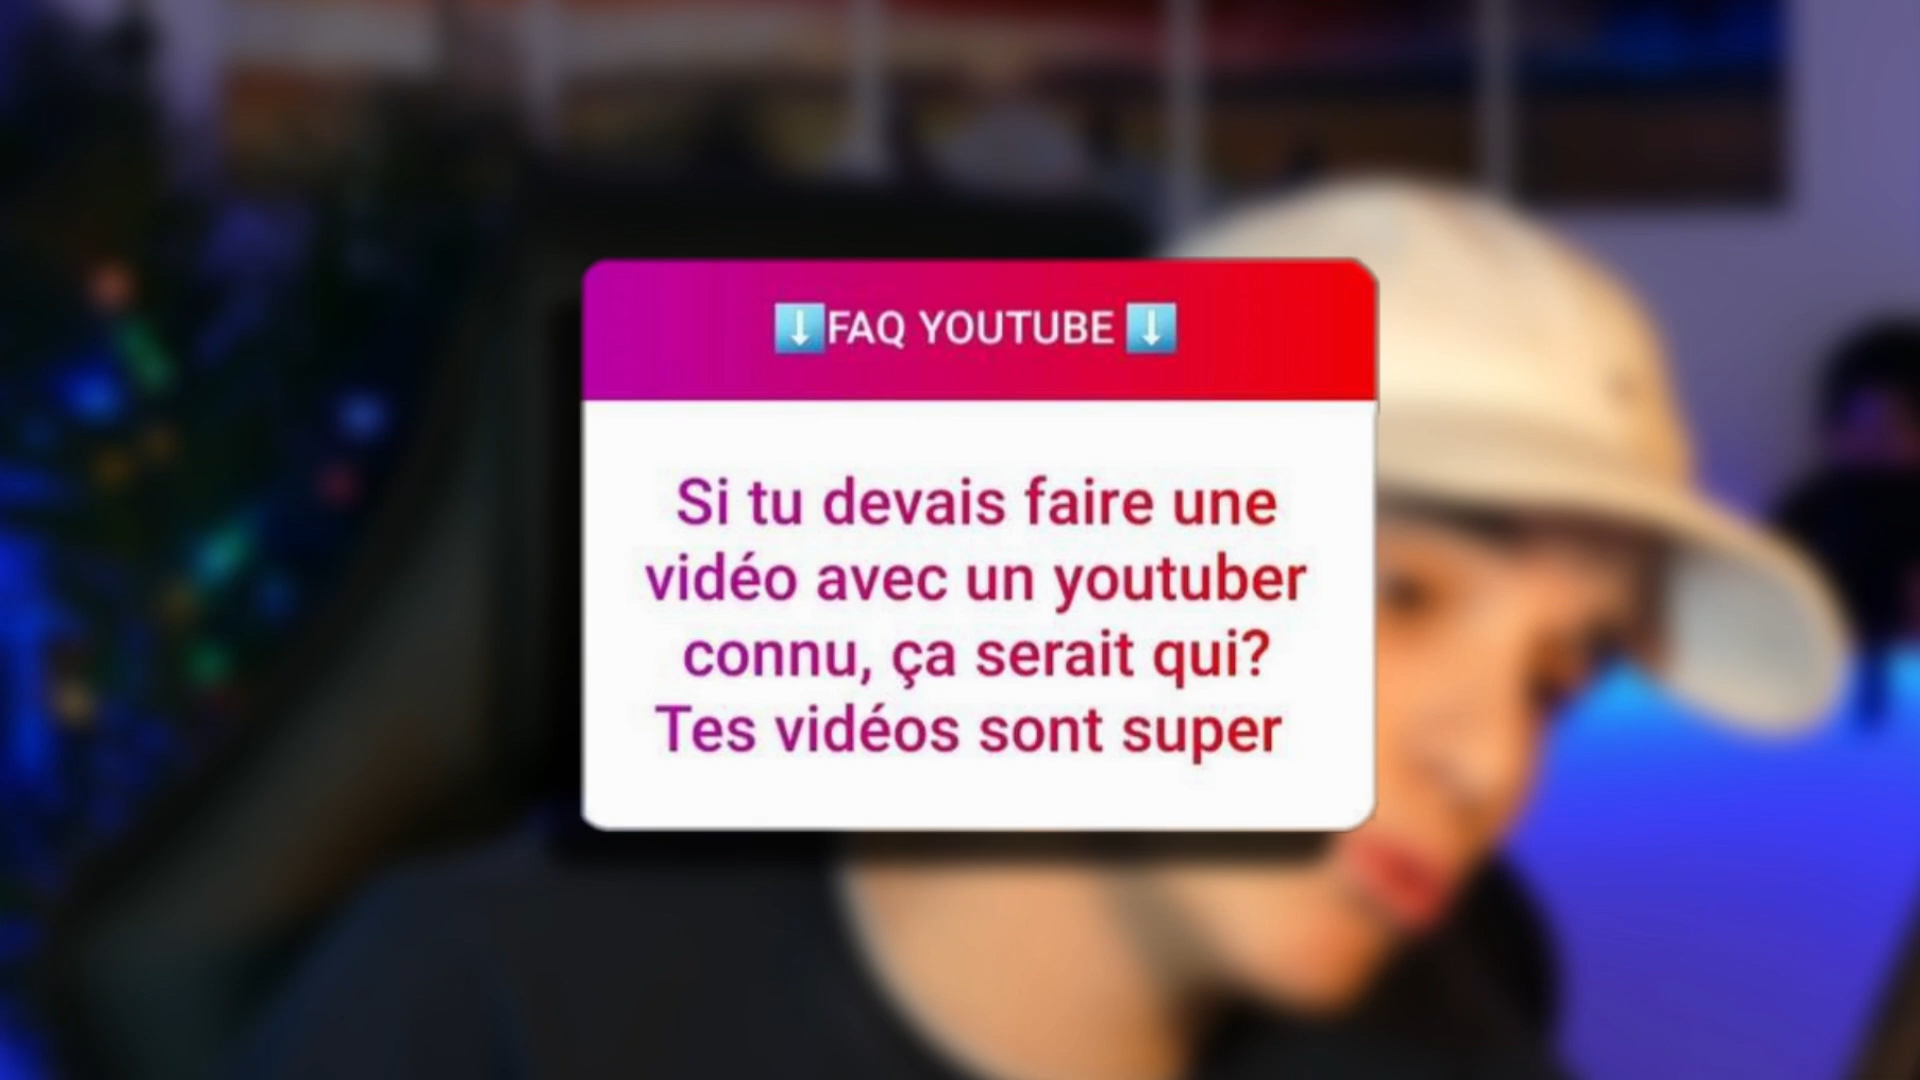 ⬇️FAQ YOUTUBE ⬇️
Si tu devais faire une
vidéo avec un youtuber
connu, ça serait qui?
Tes vidéos sont super